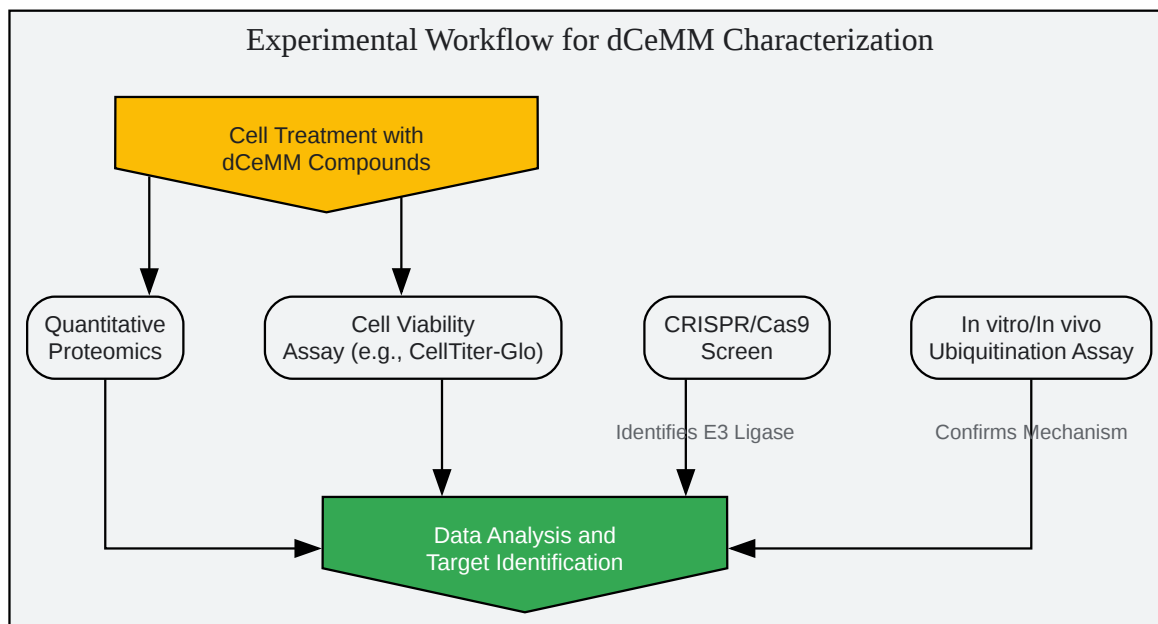 Experimental Workflow for dCeMM Characterization
Cell Treatment with
dCeMM Compounds
Quantitative
Proteomics
Cell Viability
Assay (e.g., CellTiter-Glo)
CRISPR/Cas9
Screen
In vitro/In vivo
Ubiquitination Assay
Identifies E3 Ligase
Confirms Mechanism
Data Analysis and
Target Identification